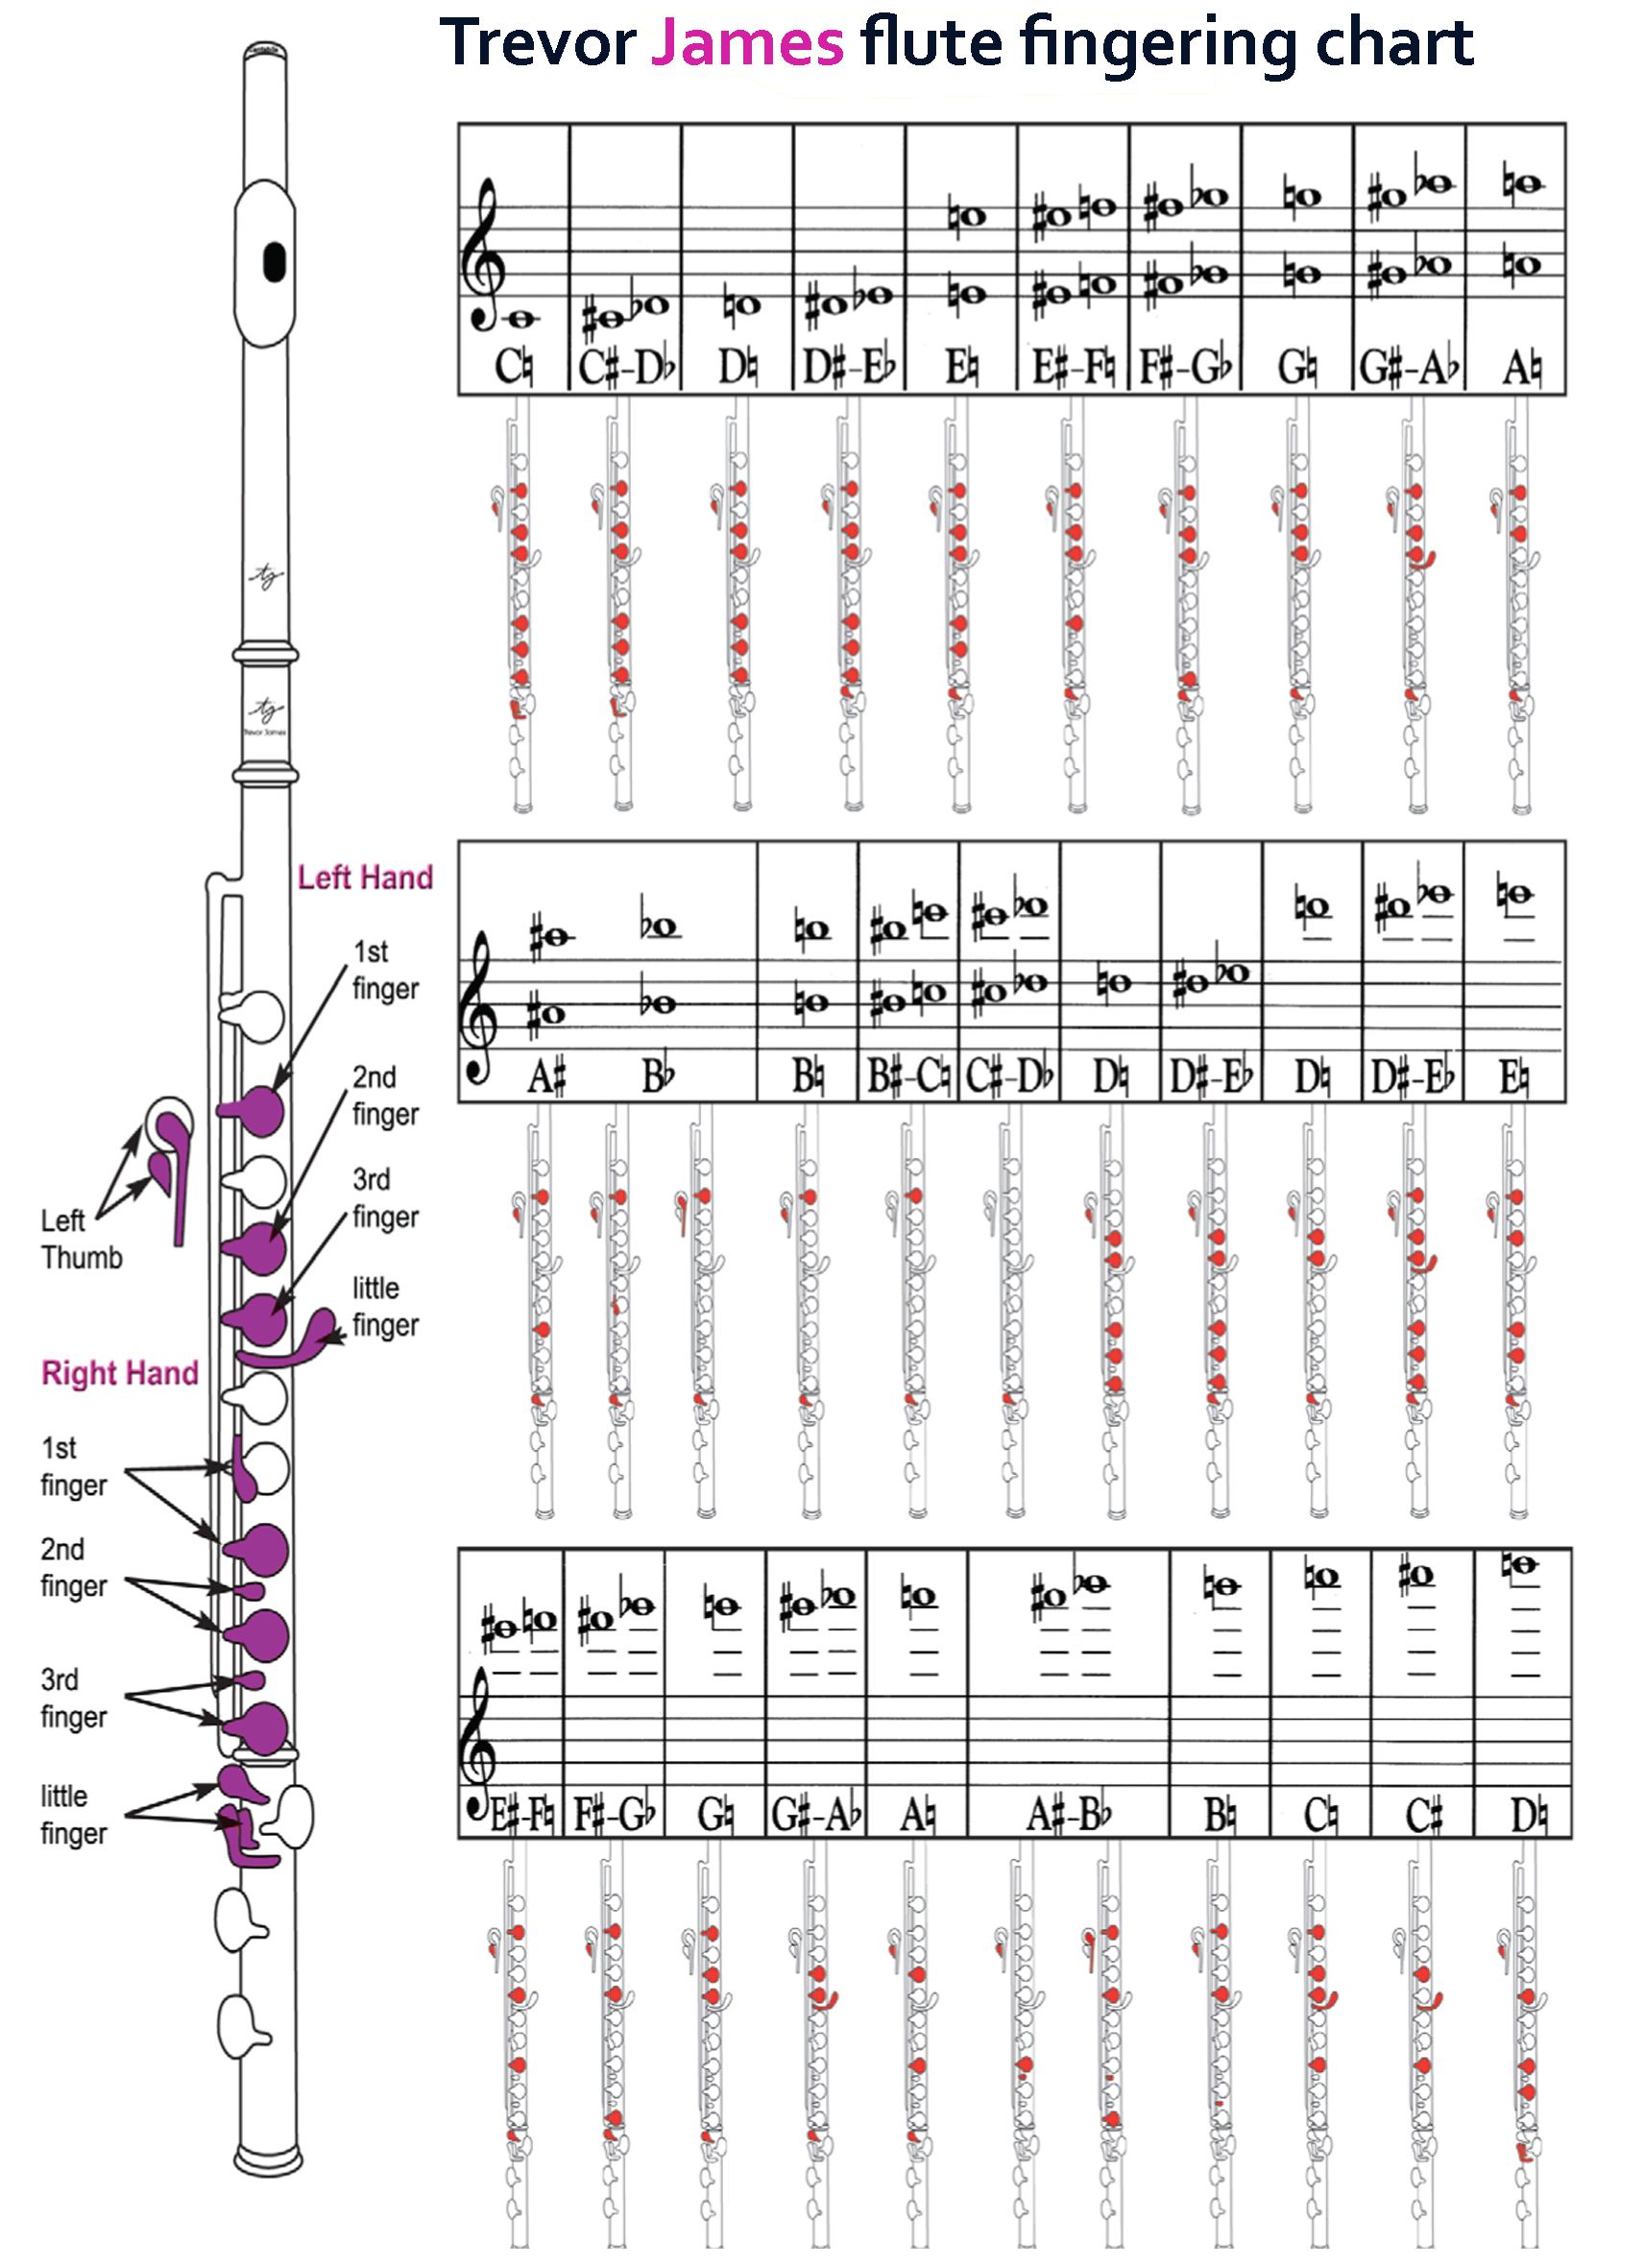 Trevor James flute fingering chart
C♮ C♯-D♭ D♮ D♯-E♭ E♮ E♯-F♮ F♯-G♭ G♮ G♯-A♭ A♮
Trevor James
Left Hand
1st
finger
2nd
finger
3rd
finger
little
finger
Left
Thumb
Right Hand
1st
finger
2nd
finger
3rd
finger
little
finger
A♯ B♭ B♮ B♯-C♮ C♯-D♭ D♮ D♯-E♭ D♮ D♯-E♭ E♮
E♯-F♮ F♯-G♭ G♮ G♯-A♭ A♮ A♯-B♭ B♮ C♮ C♯ D♮